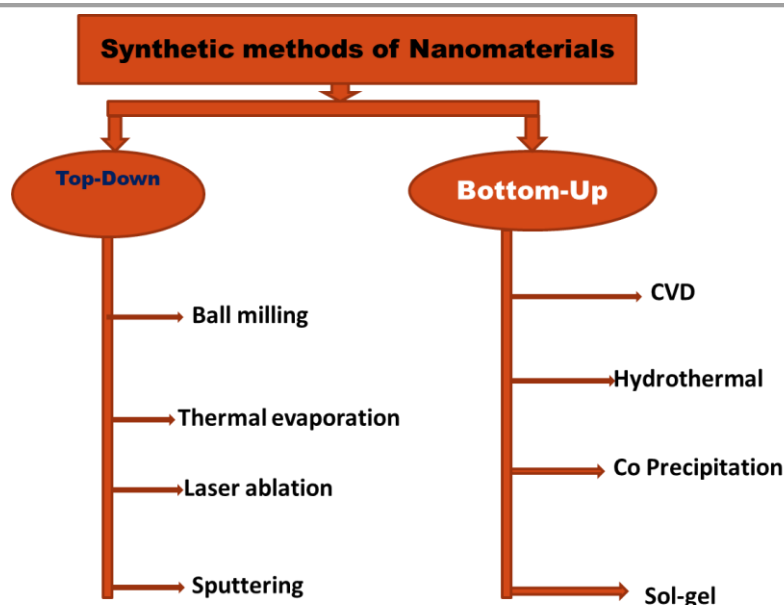 Synthetic methods of Nanomaterials
Top-Down
Ball milling
Thermal evaporation
Laser ablation
Sputtering
Bottom-Up
CVD
Hydrothermal
Co Precipitation
Sol-gel